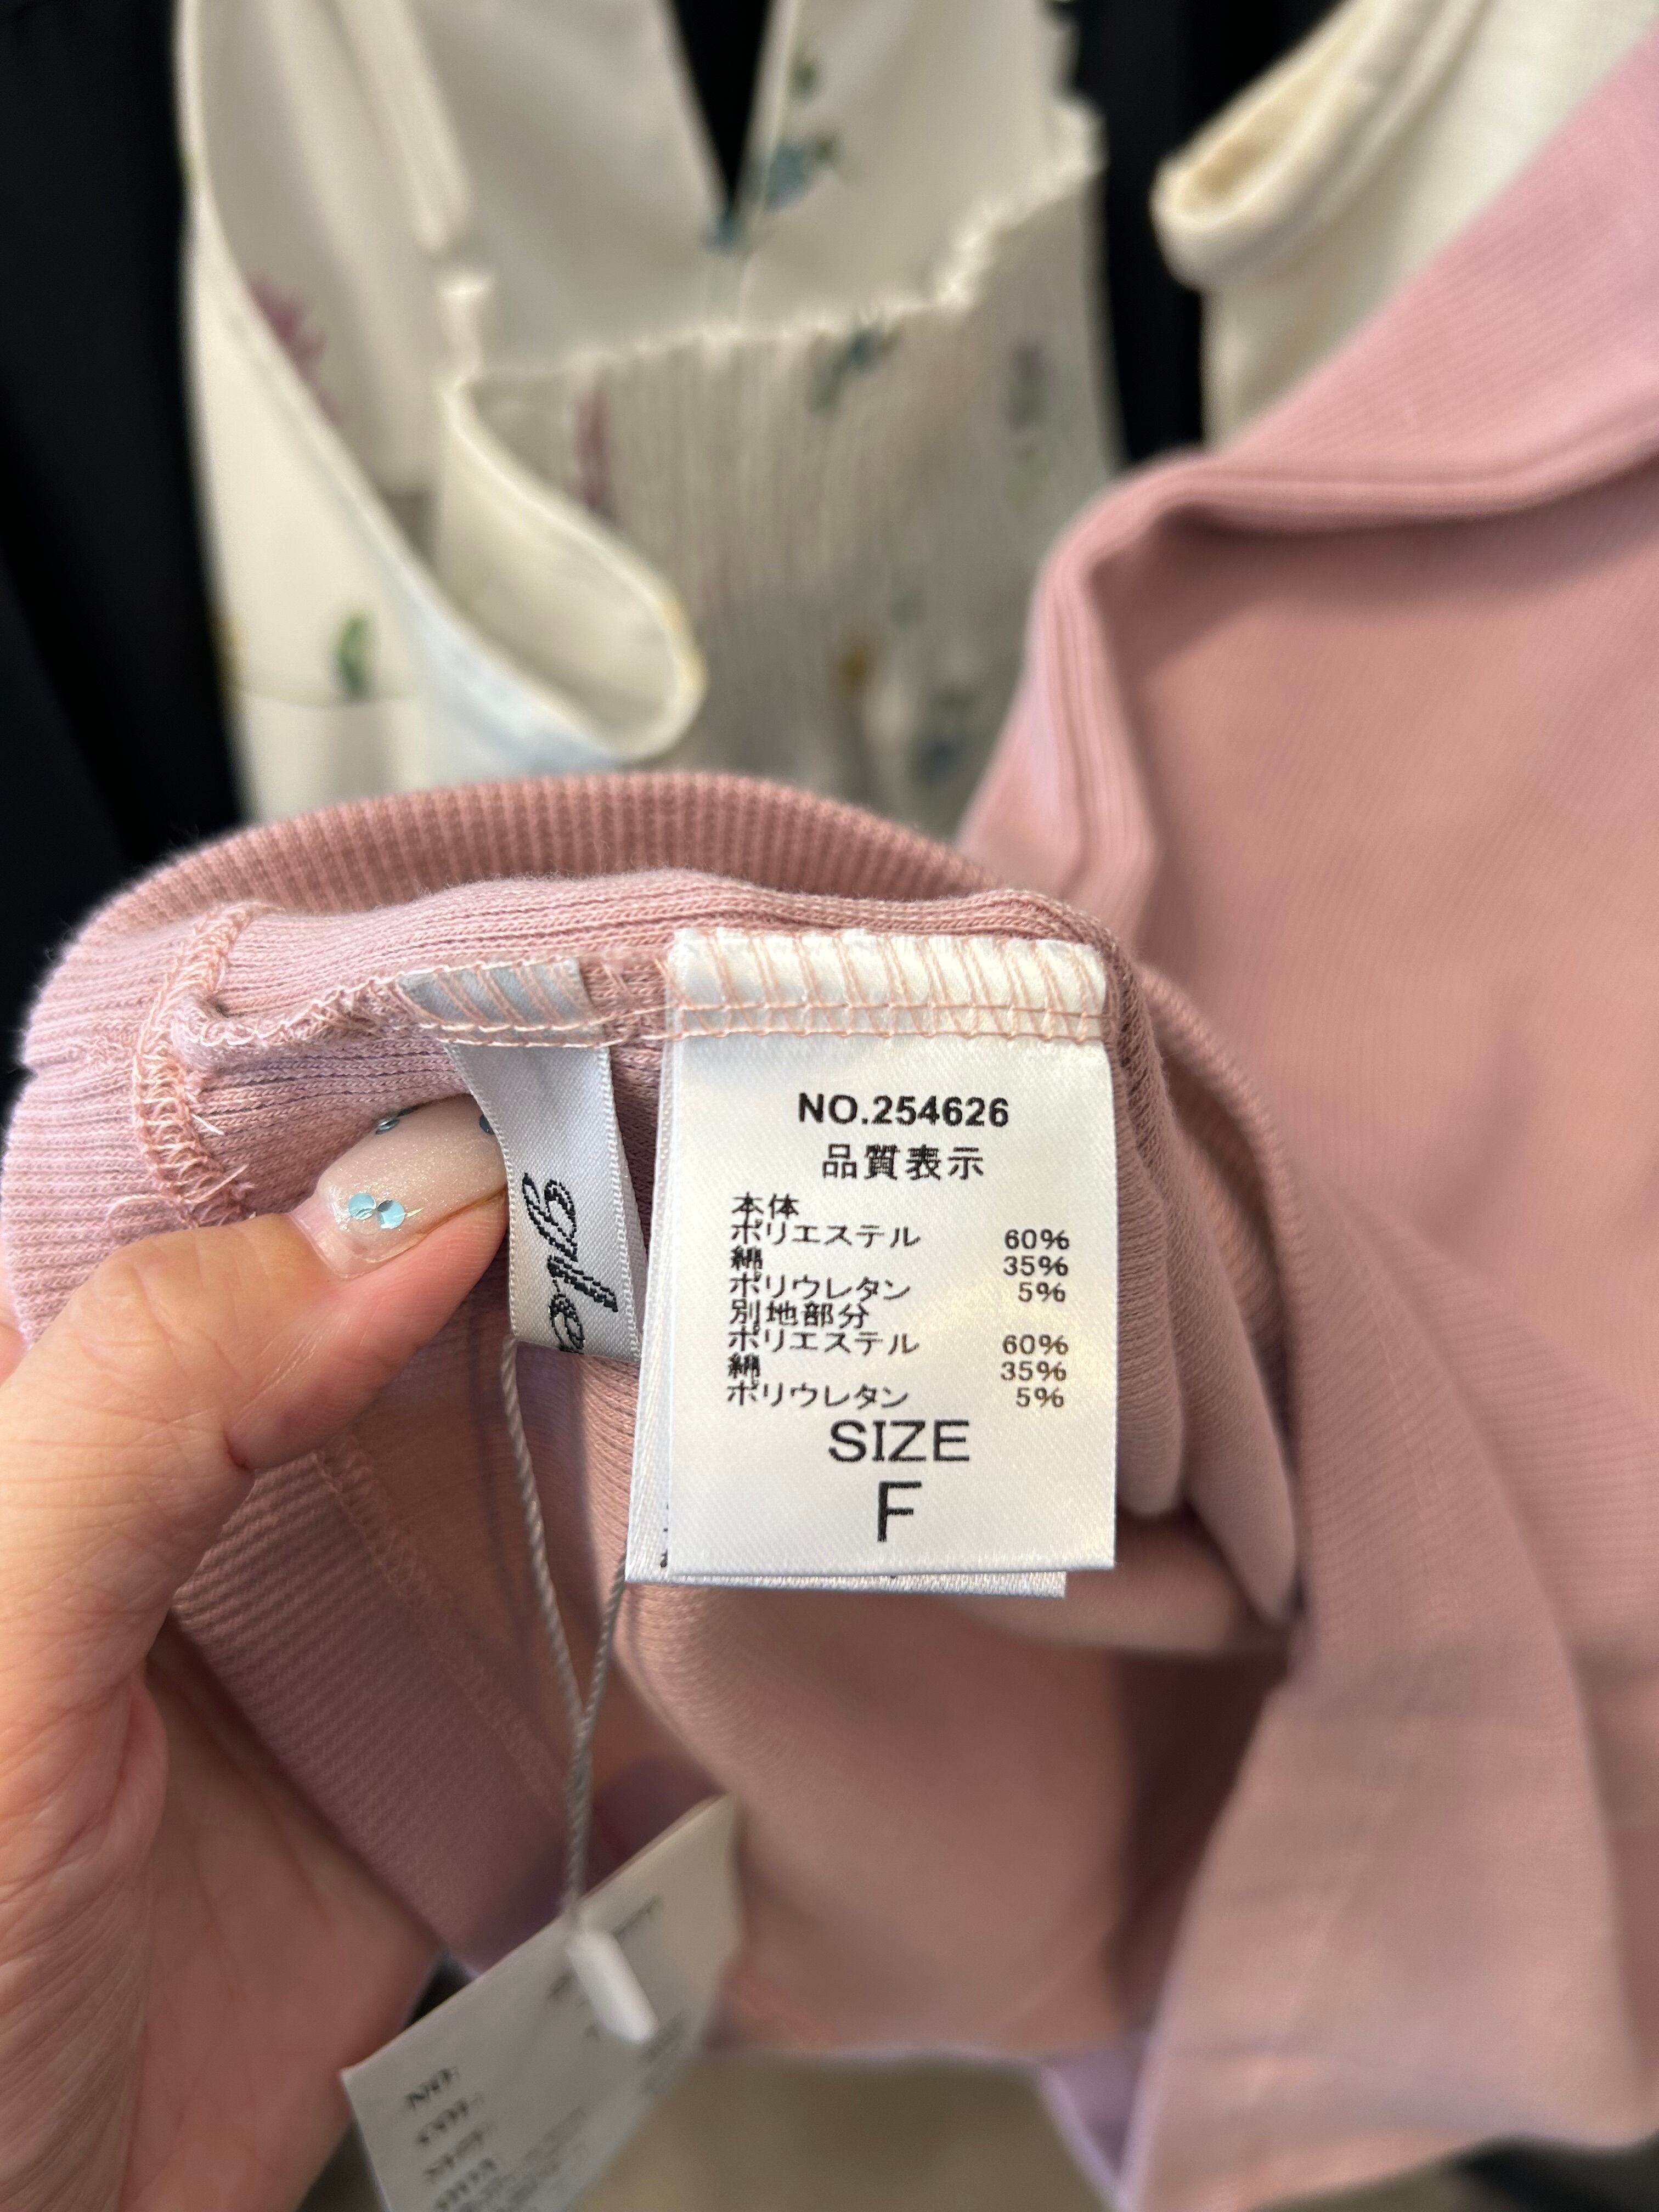 NO.254626
品質表示
本体
ポリエステル 60%
綿 35%
ポリウレタン 5%
別地部分
ポリエステル 60%
綿 35%
ポリウレタン 5%
SIZE
F
NO: